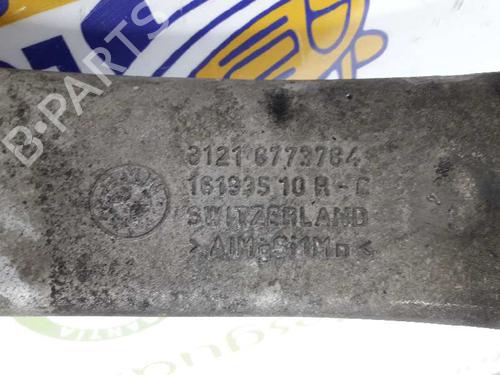 B-PARTS
3121 6773764
161935 10 R - C
SWITZERLAND
>AlMgSi1Mn<